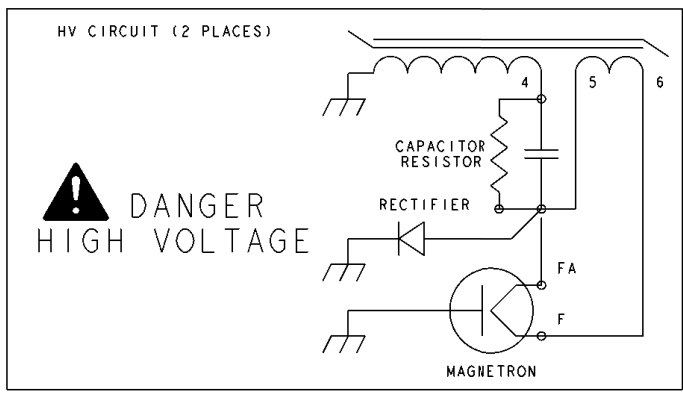 HV CIRCUIT (2 PLACES)
4
5
6
CAPACITOR
RESISTOR
RECTIFIER
DANGER
HIGH VOLTAGE
FA
F
MAGNETRON